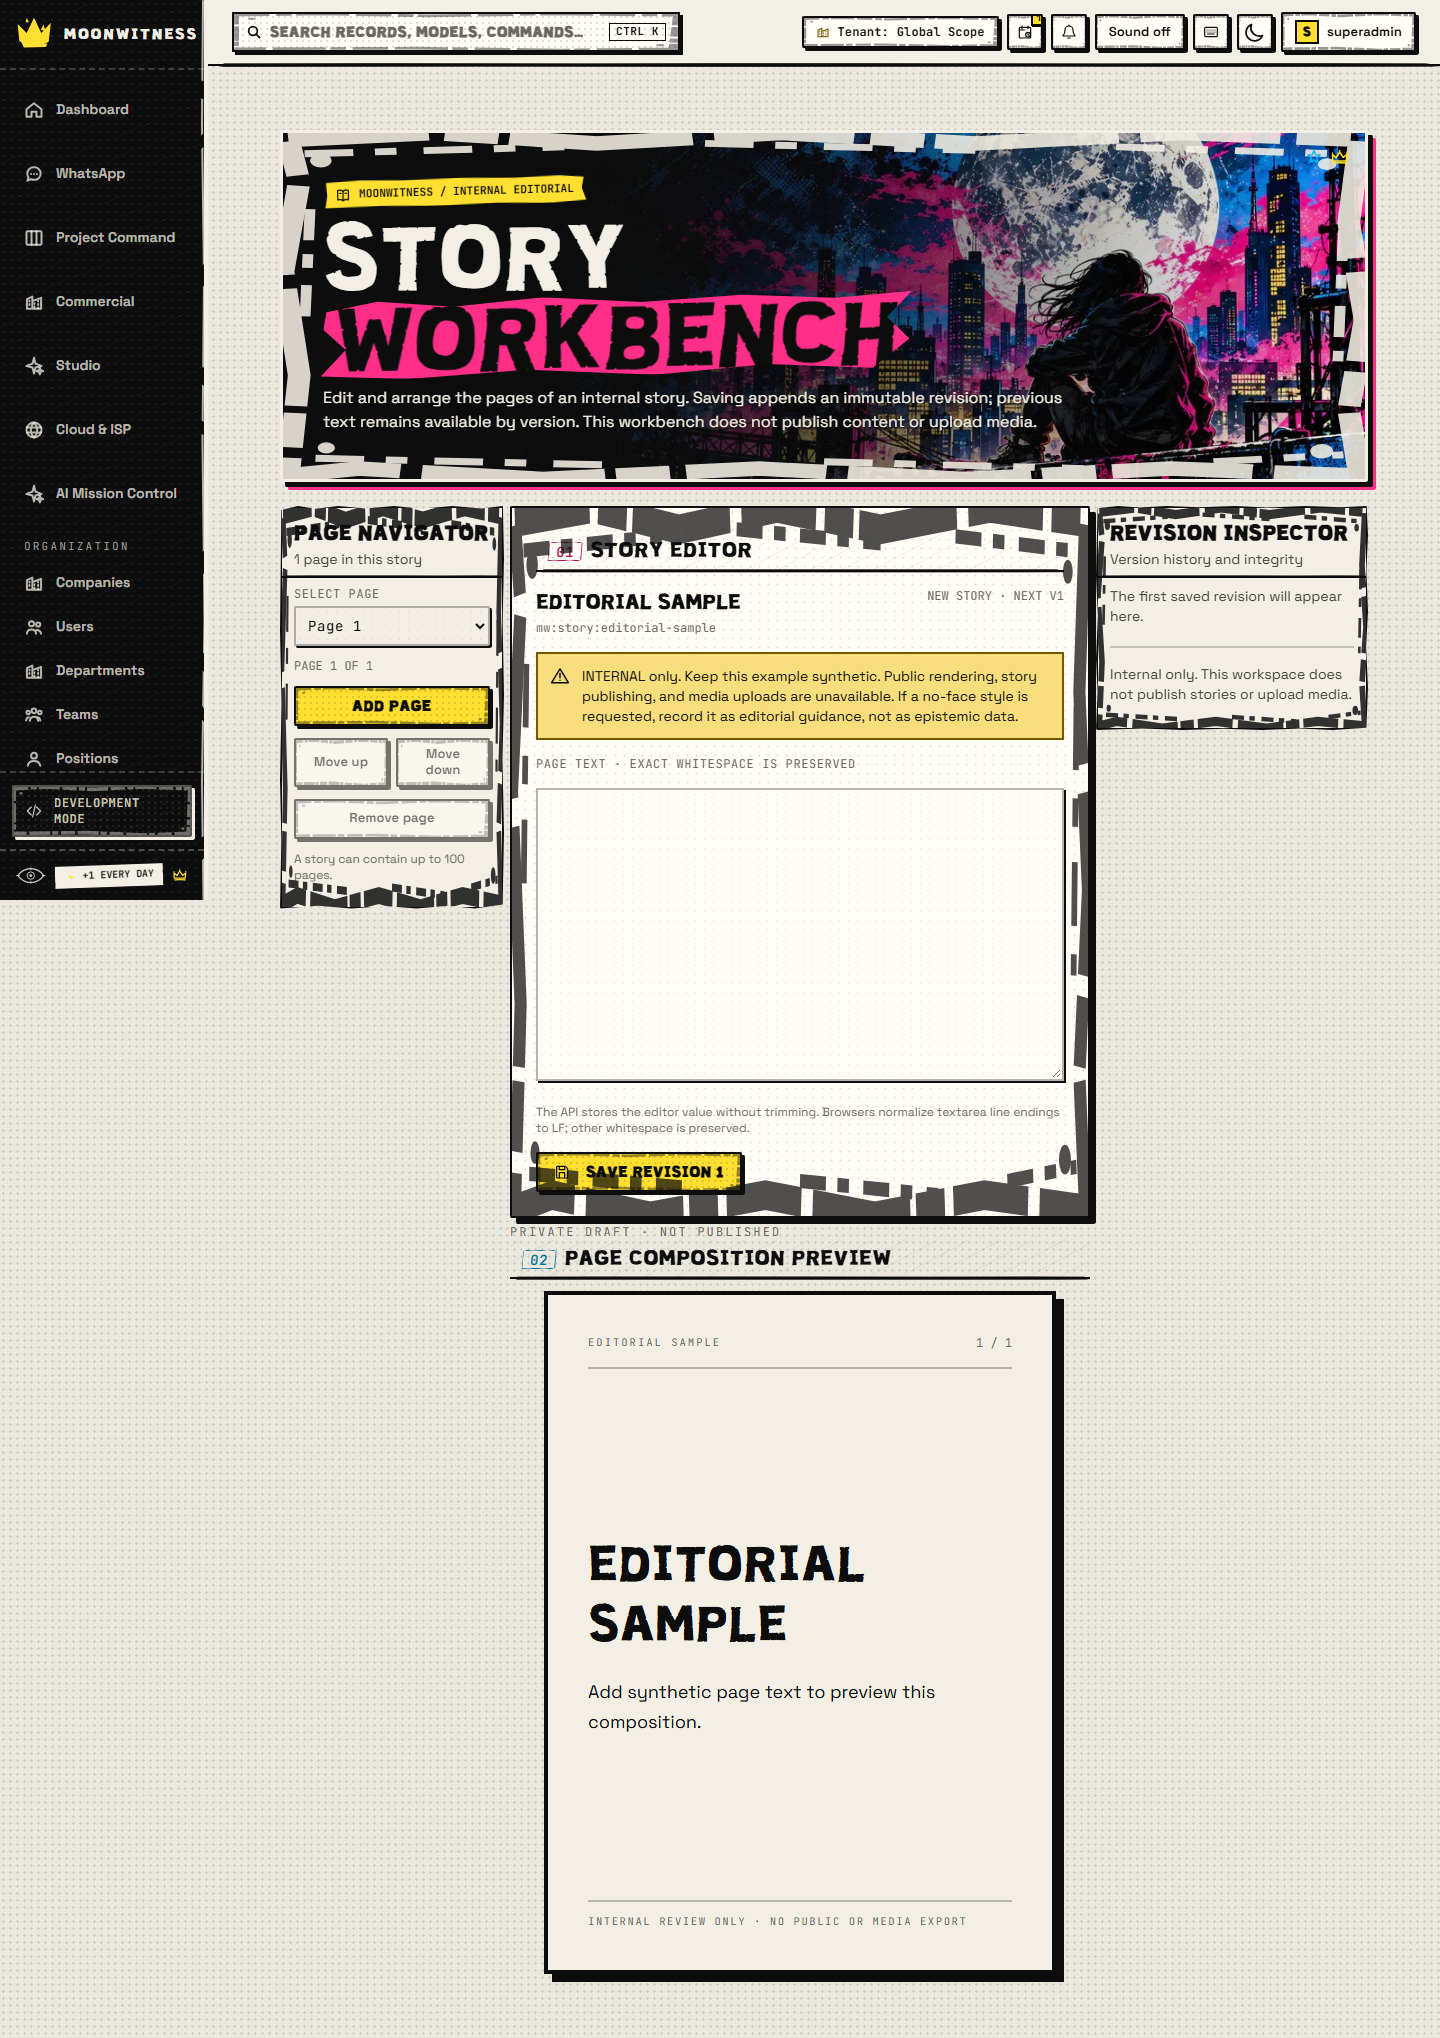 MOONWITNESS
SEARCH RECORDS, MODELS, COMMANDS…
CTRL K
Tenant: Global Scope
Sound off
S
superadmin
Dashboard
WhatsApp
Project Command
Commercial
Studio
Cloud & ISP
AI Mission Control
ORGANIZATION
Companies
Users
Departments
Teams
Positions
DEVELOPMENT
MODE
+1 EVERY DAY
MOONWITNESS / INTERNAL EDITORIAL
STORY
WORKBENCH
Edit and arrange the pages of an internal story. Saving appends an immutable revision; previous
text remains available by version. This workbench does not publish content or upload media.
PAGE NAVIGATOR
1 page in this story
SELECT PAGE
Page 1
PAGE 1 OF 1
ADD PAGE
Move up
Move
down
Remove page
A story can contain up to 100
pages.
01 STORY EDITOR
EDITORIAL SAMPLE
NEW STORY · NEXT V1
mw:story:editorial-sample
INTERNAL only. Keep this example synthetic. Public rendering, story
publishing, and media uploads are unavailable. If a no-face style is
requested, record it as editorial guidance, not as epistemic data.
PAGE TEXT · EXACT WHITESPACE IS PRESERVED
The API stores the editor value without trimming. Browsers normalize textarea line endings
to LF; other whitespace is preserved.
SAVE REVISION 1
REVISION INSPECTOR
Version history and integrity
The first saved revision will appear
here.
Internal only. This workspace does
not publish stories or upload media.
PRIVATE DRAFT · NOT PUBLISHED
02 PAGE COMPOSITION PREVIEW
EDITORIAL SAMPLE
1 / 1
EDITORIAL
SAMPLE
Add synthetic page text to preview this
composition.
INTERNAL REVIEW ONLY · NO PUBLIC OR MEDIA EXPORT